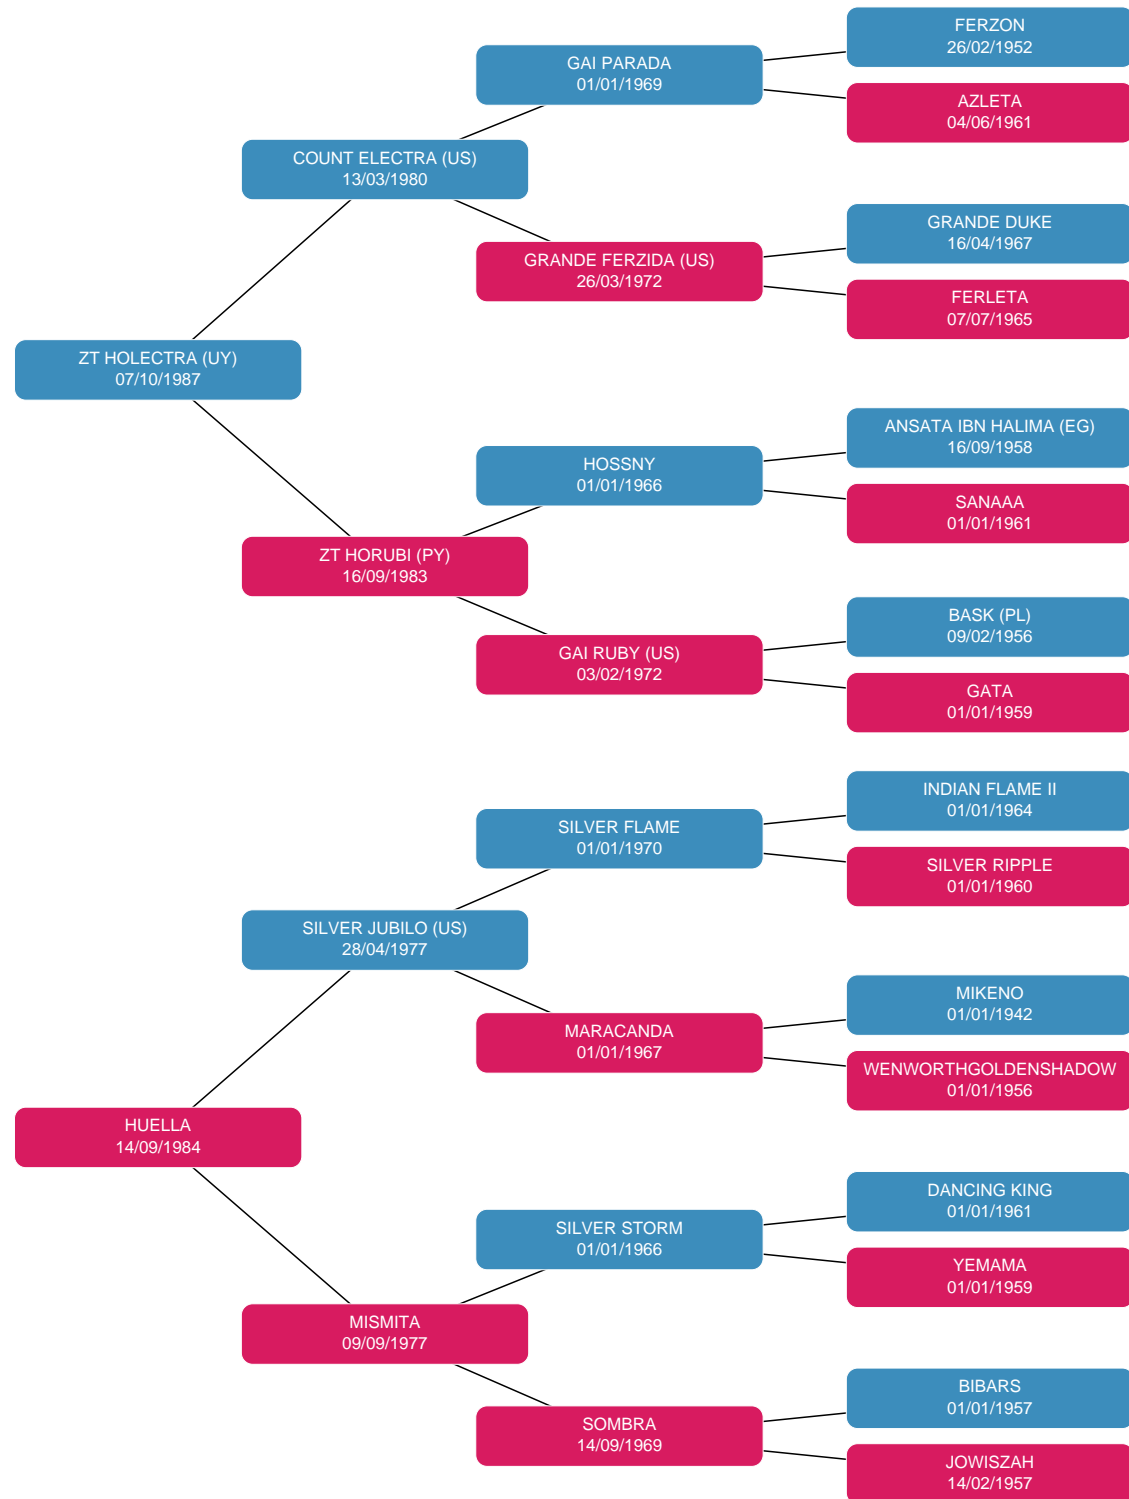 FERZON
26/02/1952
GAI PARADA
01/01/1969
AZLETA
04/06/1961
COUNT ELECTRA (US)
13/03/1980
GRANDE DUKE
16/04/1967
GRANDE FERZIDA (US)
26/03/1972
FERLETA
07/07/1965
ZT HOLECTRA (UY)
07/10/1987
ANSATA IBN HALIMA (EG)
16/09/1958
HOSSNY
01/01/1966
SANAAA
01/01/1961
ZT HORUBI (PY)
16/09/1983
BASK (PL)
09/02/1956
GAI RUBY (US)
03/02/1972
GATA
01/01/1959
INDIAN FLAME II
01/01/1964
SILVER FLAME
01/01/1970
SILVER RIPPLE
01/01/1960
SILVER JUBILO (US)
28/04/1977
MIKENO
01/01/1942
MARACANDA
01/01/1967
WENWORTHGOLDENSHADOW
01/01/1956
HUELLA
14/09/1984
DANCING KING
01/01/1961
SILVER STORM
01/01/1966
YEMAMA
01/01/1959
MISMITA
09/09/1977
BIBARS
01/01/1957
SOMBRA
14/09/1969
JOWISZAH
14/02/1957